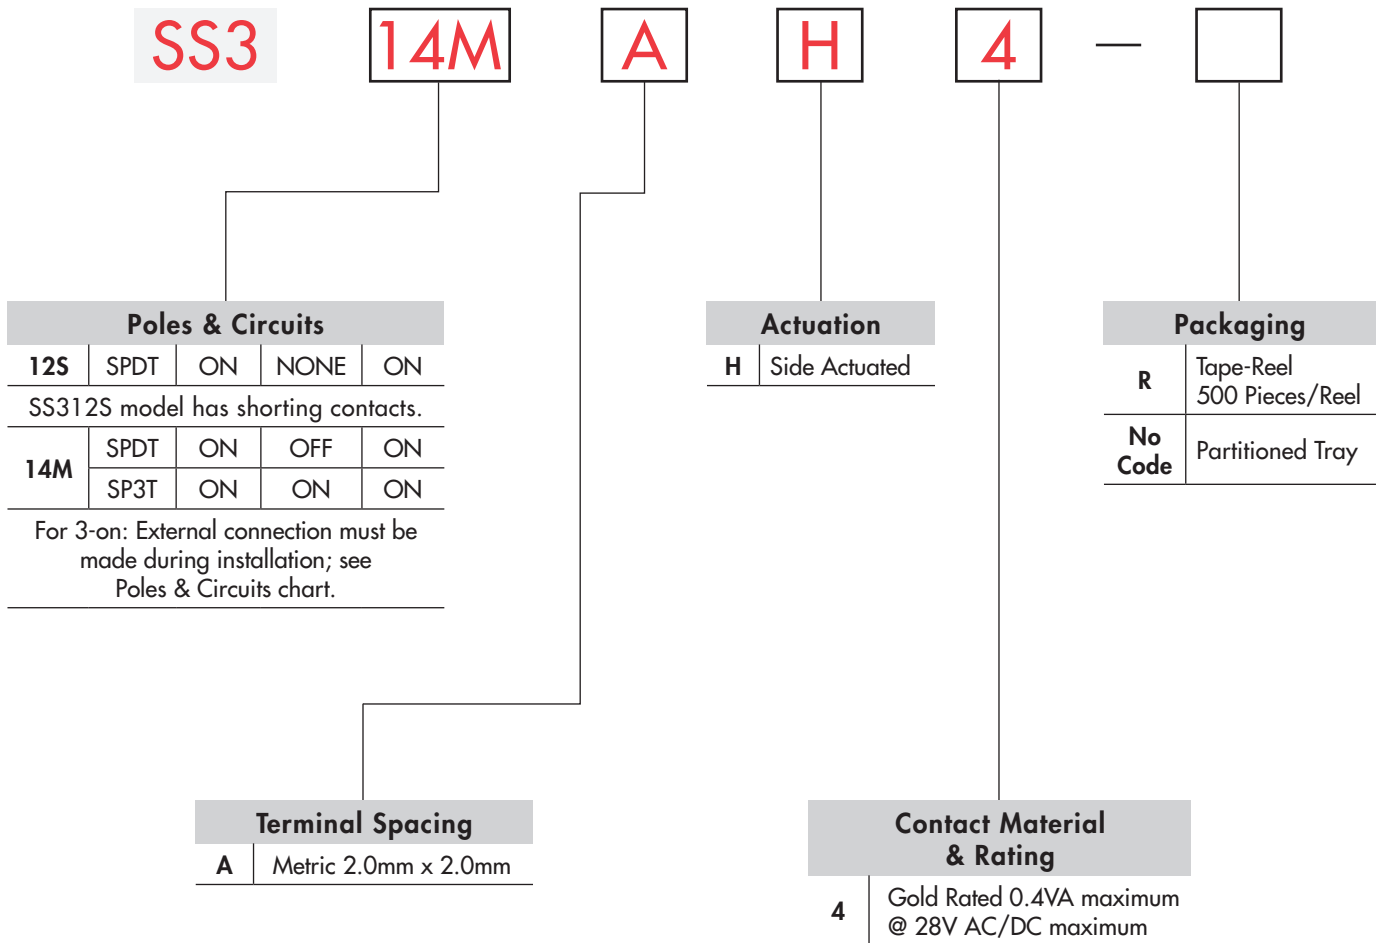 SS3 14M A H 4 —
Poles & Circuits
12S SPDT ON NONE ON
SS312S model has shorting contacts.
14M SPDT ON OFF ON
SP3T ON ON ON
For 3-on: External connection must be
made during installation; see
Poles & Circuits chart.
Actuation
H Side Actuated
Packaging
R Tape-Reel
500 Pieces/Reel
No
Code Partitioned Tray
Terminal Spacing
A Metric 2.0mm x 2.0mm
Contact Material
& Rating
4 Gold Rated 0.4VA maximum
@ 28V AC/DC maximum